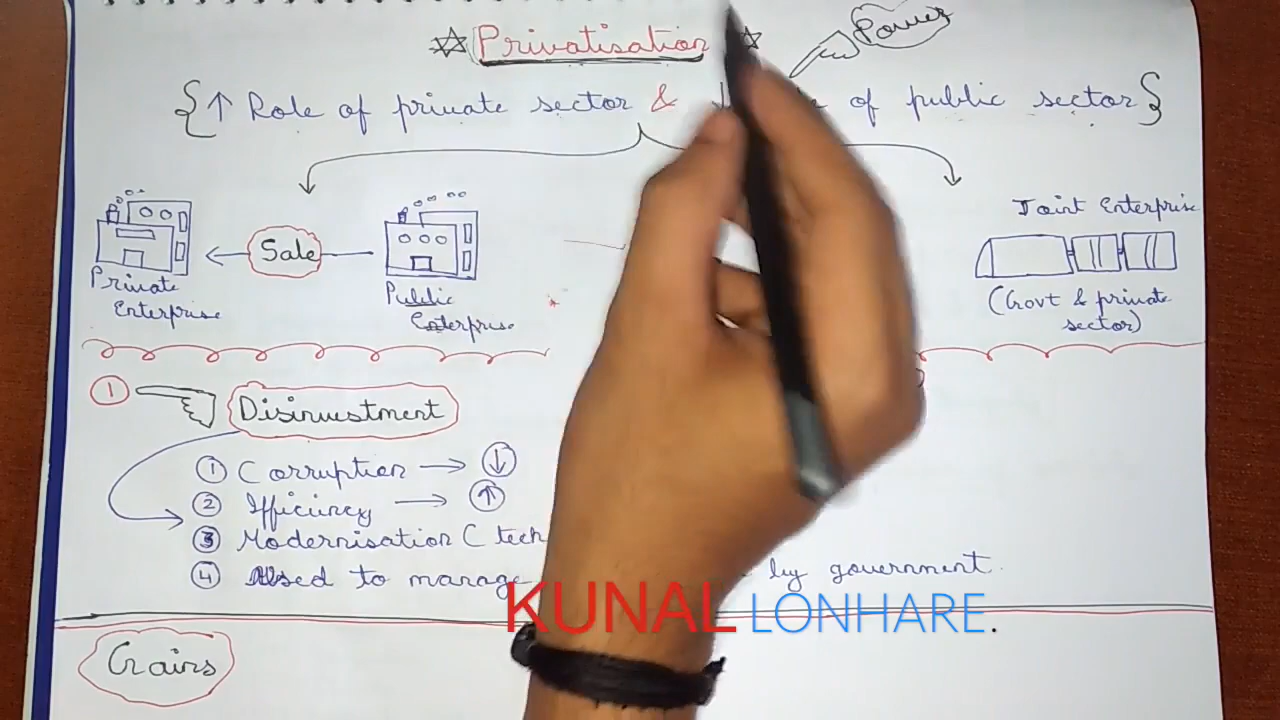 Power
Privatisation
{↑ Role of private sector & ↓ of public sector}
Joint Enterprise
Sale
Private
Enterprise
Public
Enterprise
(Govt & private
sector)
① Disinvestment
① Corruption → ↓
② Efficiency → ↑
③ Modernisation C tech
④ Used to manage by government.
KUNAL LONHARE.
Gains